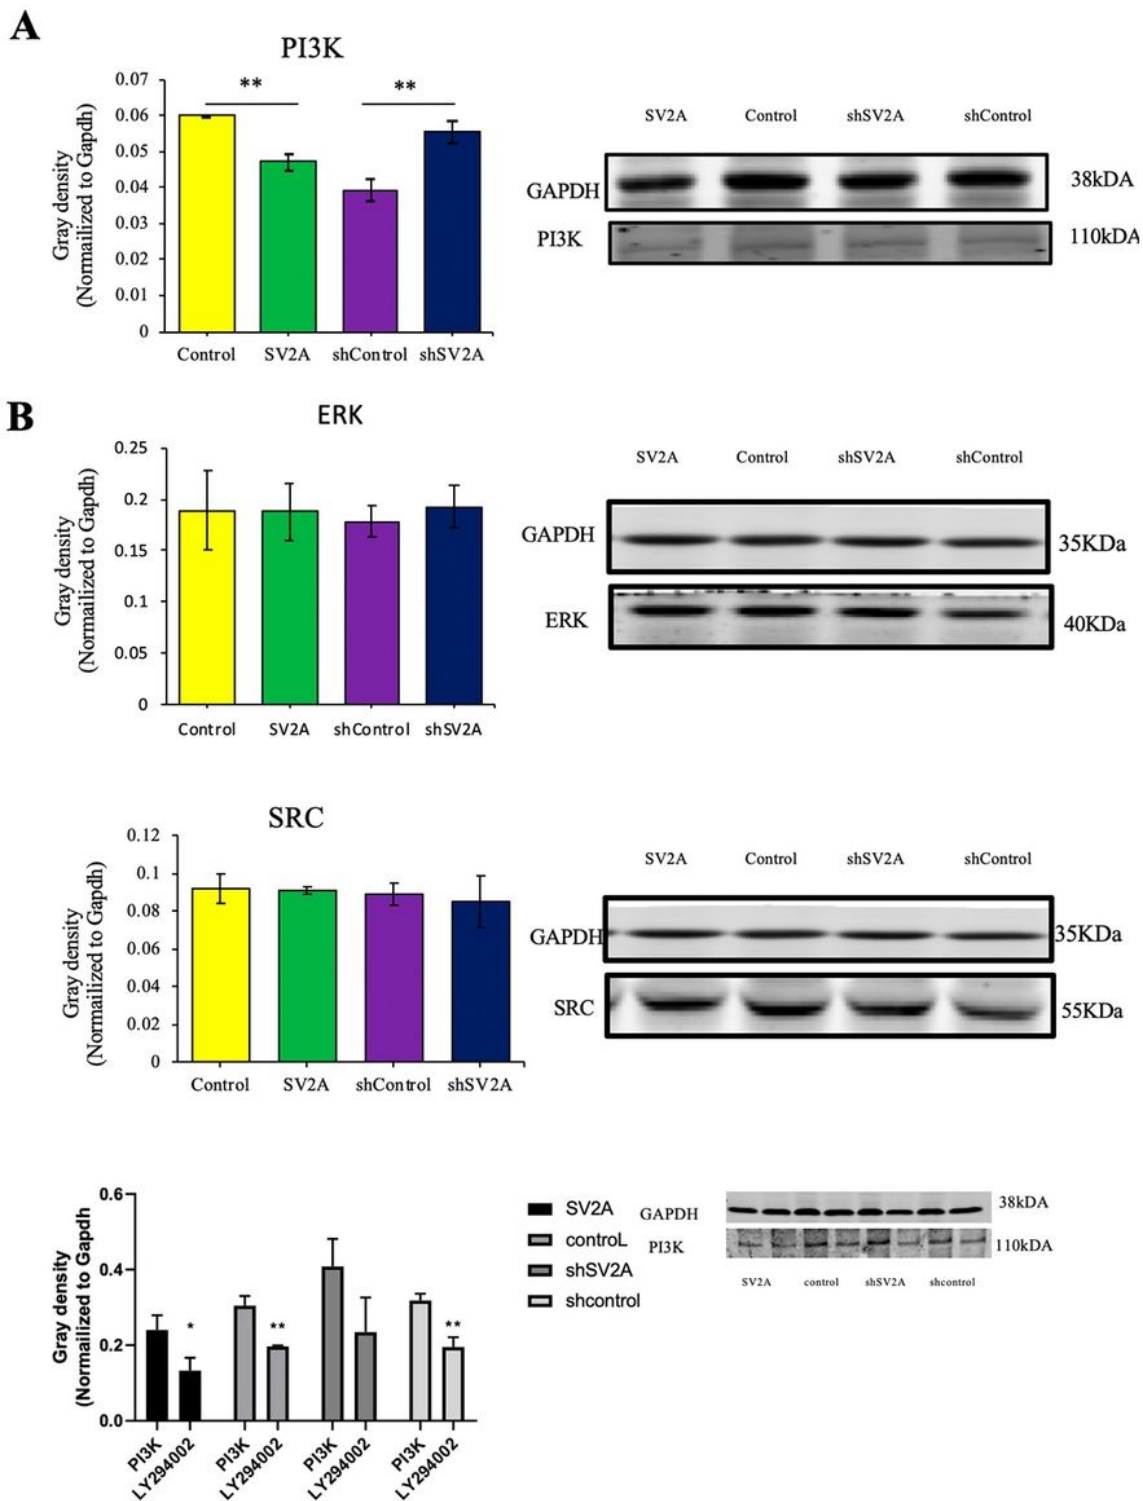 A
PI3K
** **
0.07
0.06
0.05
0.04
0.03
0.02
0.01
0
Gray density
(Normailized to Gapdh)
Control SV2A shControl shSV2A
SV2A Control shSV2A shControl
GAPDH 38kDA
PI3K 110kDA
B
ERK
0.25
0.2
0.15
0.1
0.05
0
Gray density
(Normailized to Gapdh)
Control SV2A shControl shSV2A
SV2A Control shSV2A shControl
GAPDH 35KDa
ERK 40KDa
SRC
0.12
0.1
0.08
0.06
0.04
0.02
0
Gray density
(Normailized to Gapdh)
Control SV2A shControl shSV2A
SV2A Control shSV2A shControl
GAPDH 35KDa
SRC 55KDa
0.6
0.4
0.2
0.0
Gray density
(Normailized to Gapdh
* ** **
PI3K LY294002 PI3K LY294002 PI3K LY294002 PI3K LY294002
SV2A
controL
shSV2A
shcontrol
GAPDH 38kDA
PI3K 110kDA
SV2A control shSV2A shcontrol